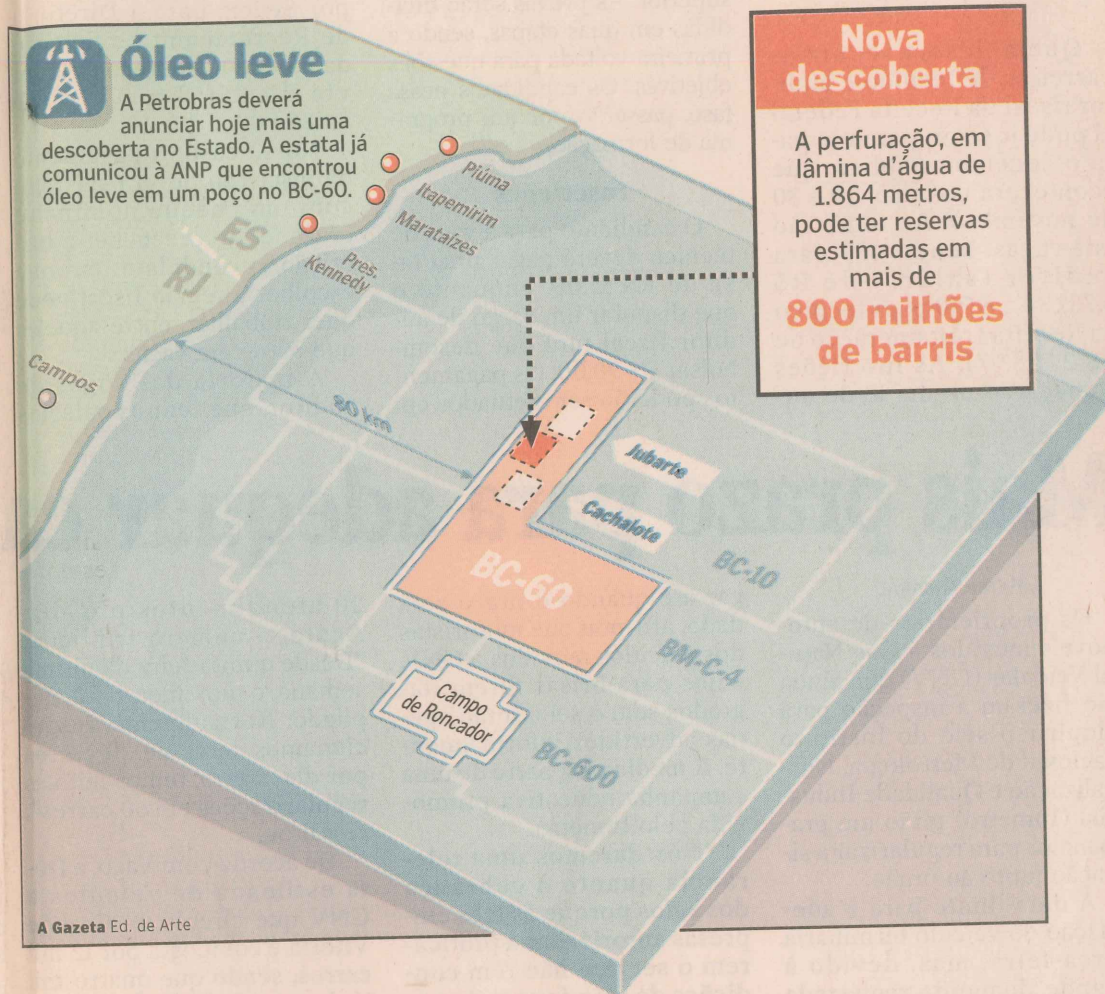 Óleo leve
A Petrobras deverá
anunciar hoje mais uma
descoberta no Estado. A estatal já
comunicou à ANP que encontrou
óleo leve em um poço no BC-60.
Nova
descoberta
A perfuração, em
lâmina d'água de
1.864 metros,
pode ter reservas
estimadas em
mais de
800 milhões
de barris
Piúma
Itapemirim
Marataízes
Pres.
Kennedy
ES
RJ
Campos
80 km
Jubarte
Cachalote
BC-60
BC-10
BM-C-4
Campo
de Roncador
BC-600
A Gazeta Ed. de Arte